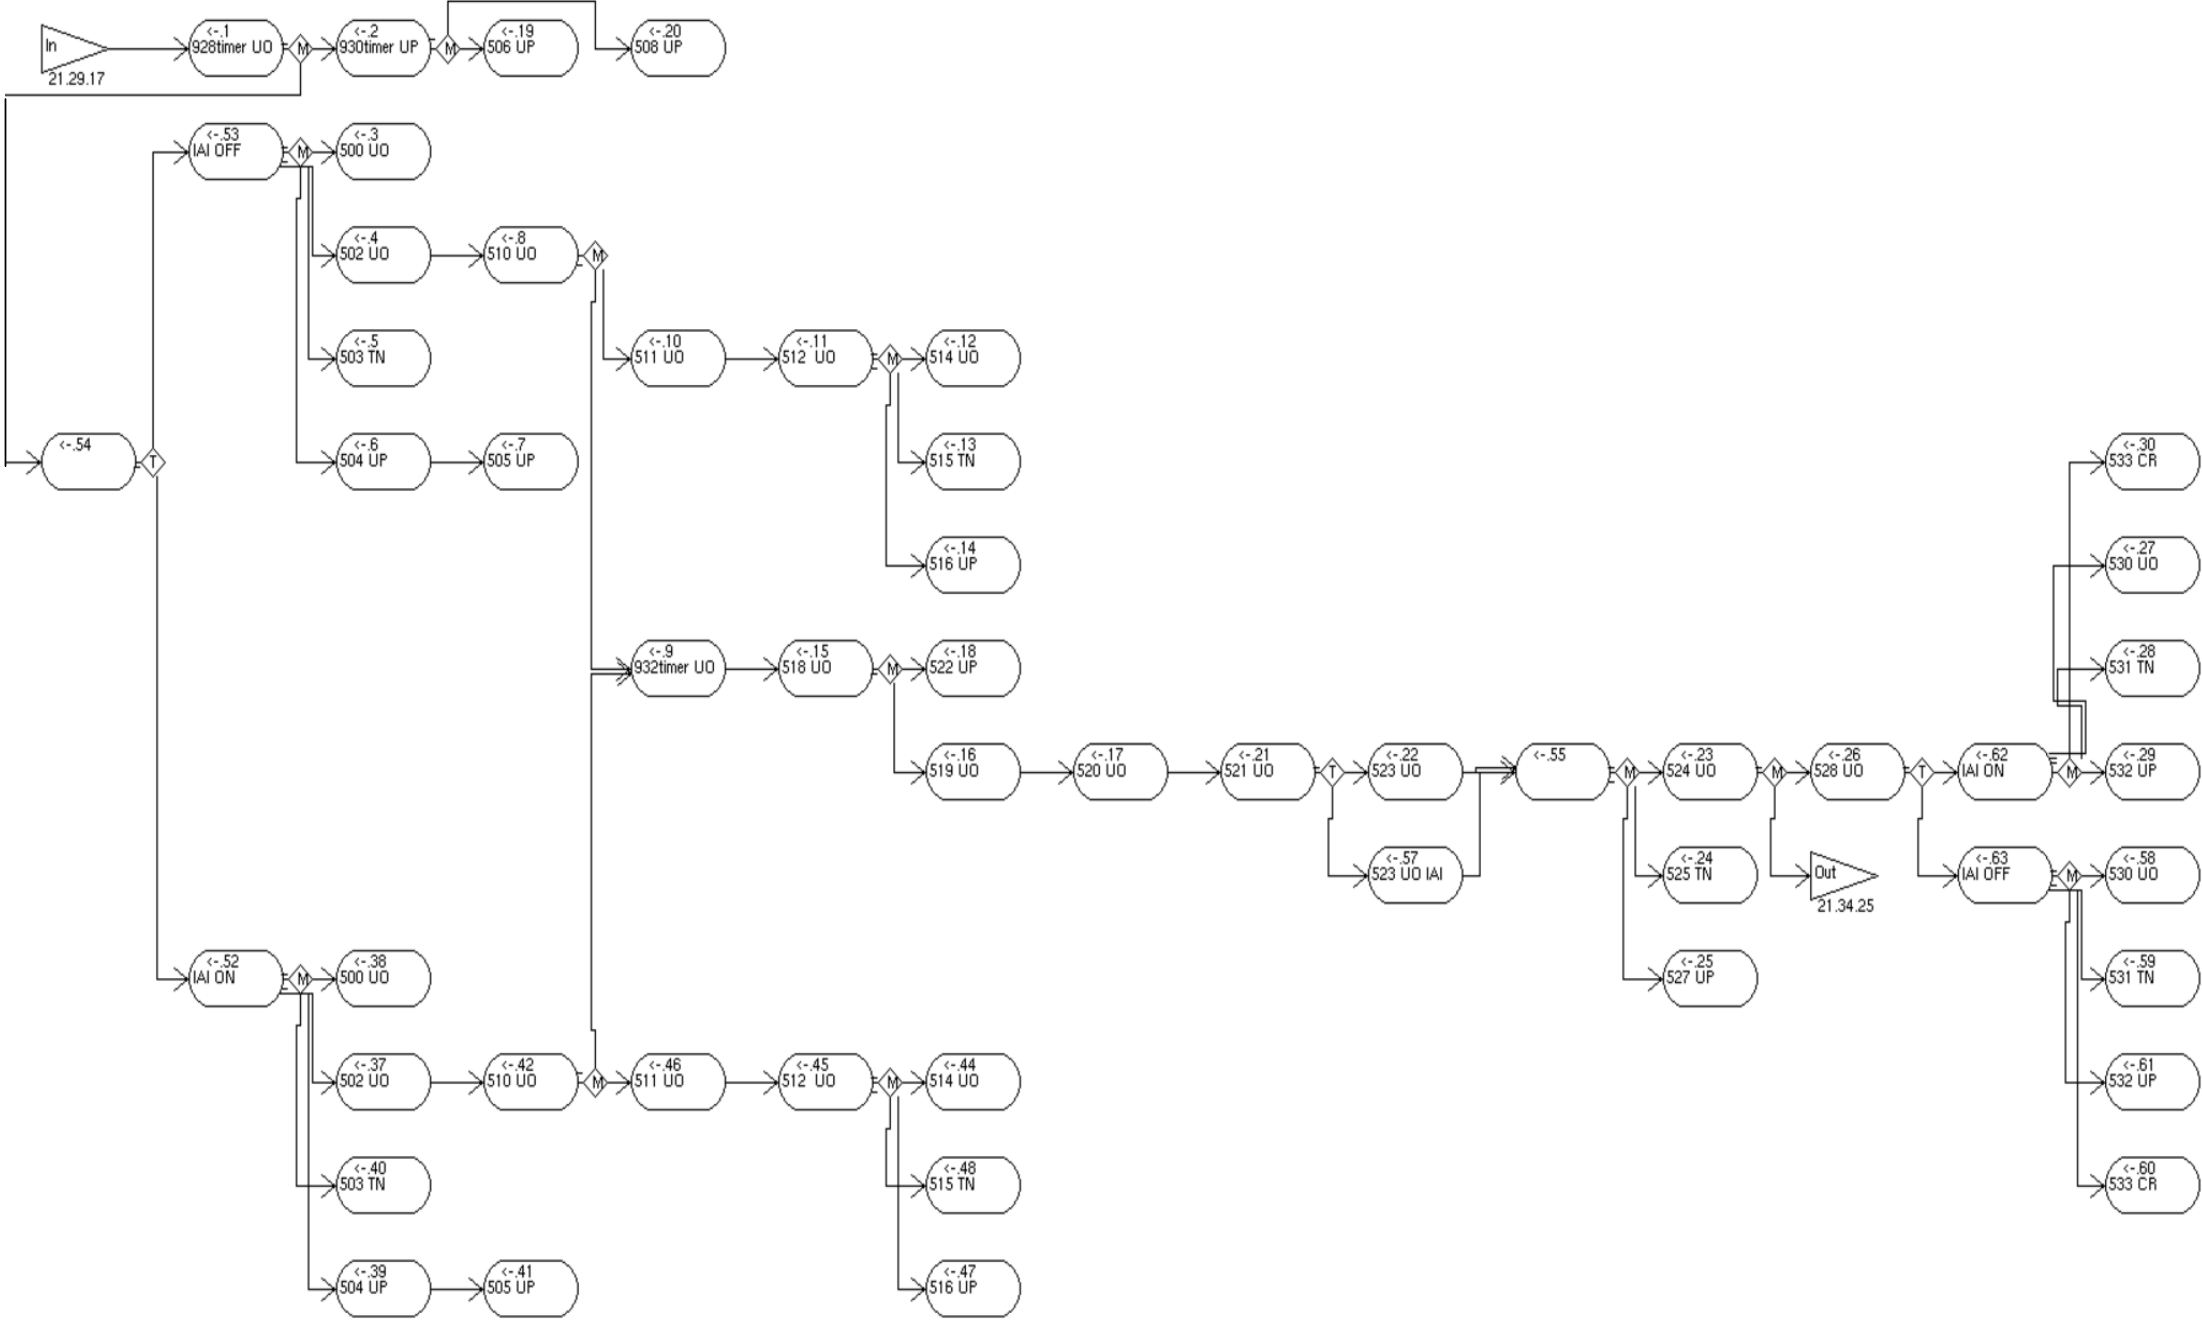 In
21.29.17
<-.1
928timer UO
M
<-.2
930timer UP
M
<-.19
506 UP
<-.20
508 UP
<-.53
IAI OFF
M
<-.3
500 UO
<-.4
502 UO
<-.8
510 UO
M
<-.5
503 TN
<-.10
511 UO
<-.11
512 UO
M
<-.12
514 UO
<-.54
T
<-.6
504 UP
<-.7
505 UP
<-.13
515 TN
<-.30
533 CR
<-.14
516 UP
<-.27
530 UO
<-.9
932timer UO
<-.15
518 UO
M
<-.18
522 UP
<-.28
531 TN
<-.16
519 UO
<-.17
520 UO
<-.21
521 UO
T
<-.22
523 UO
<-.55
M
<-.23
524 UO
M
<-.26
528 UO
T
<-.62
IAI ON
M
<-.29
532 UP
<-.57
523 UO IAI
<-.24
525 TN
Out
21.34.25
<-.63
IAI OFF
M
<-.58
530 UO
<-.52
IAI ON
M
<-.38
500 UO
<-.25
527 UP
<-.59
531 TN
<-.37
502 UO
<-.42
510 UO
M
<-.46
511 UO
<-.45
512 UO
M
<-.44
514 UO
<-.61
532 UP
<-.40
503 TN
<-.48
515 TN
<-.60
533 CR
<-.39
504 UP
<-.41
505 UP
<-.47
516 UP